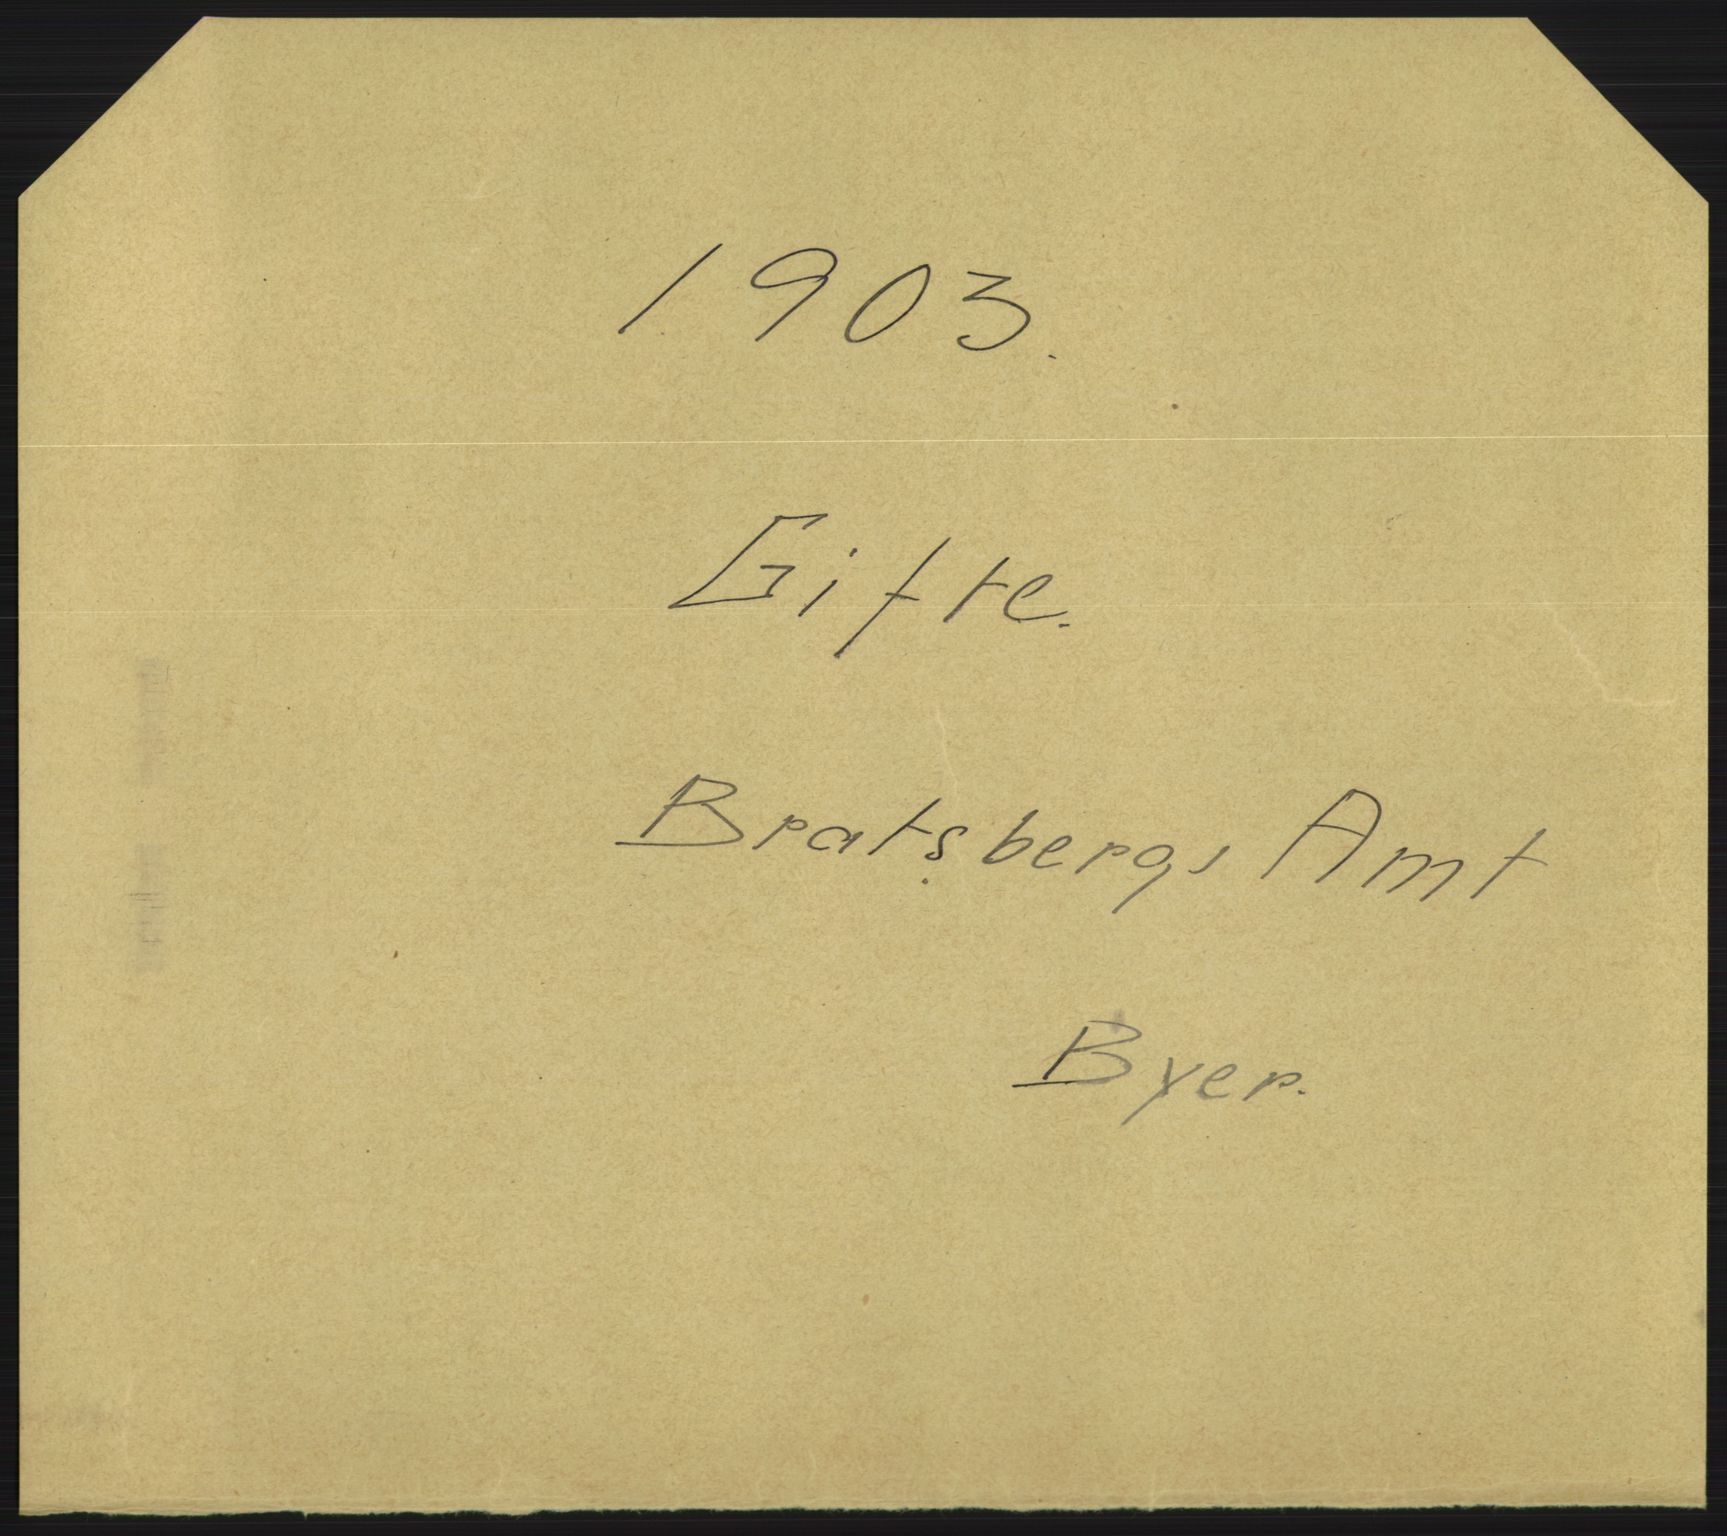 1903.
Gifte.
Bratsbergs Amt
Byer.